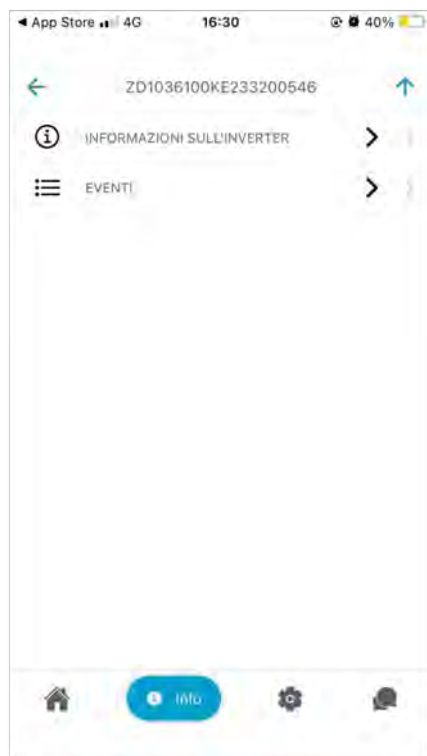 App Store 4G 16:30 40%
ZD1036100KE233200546
INFORMAZIONI SULL'INVERTER
EVENTI
Info